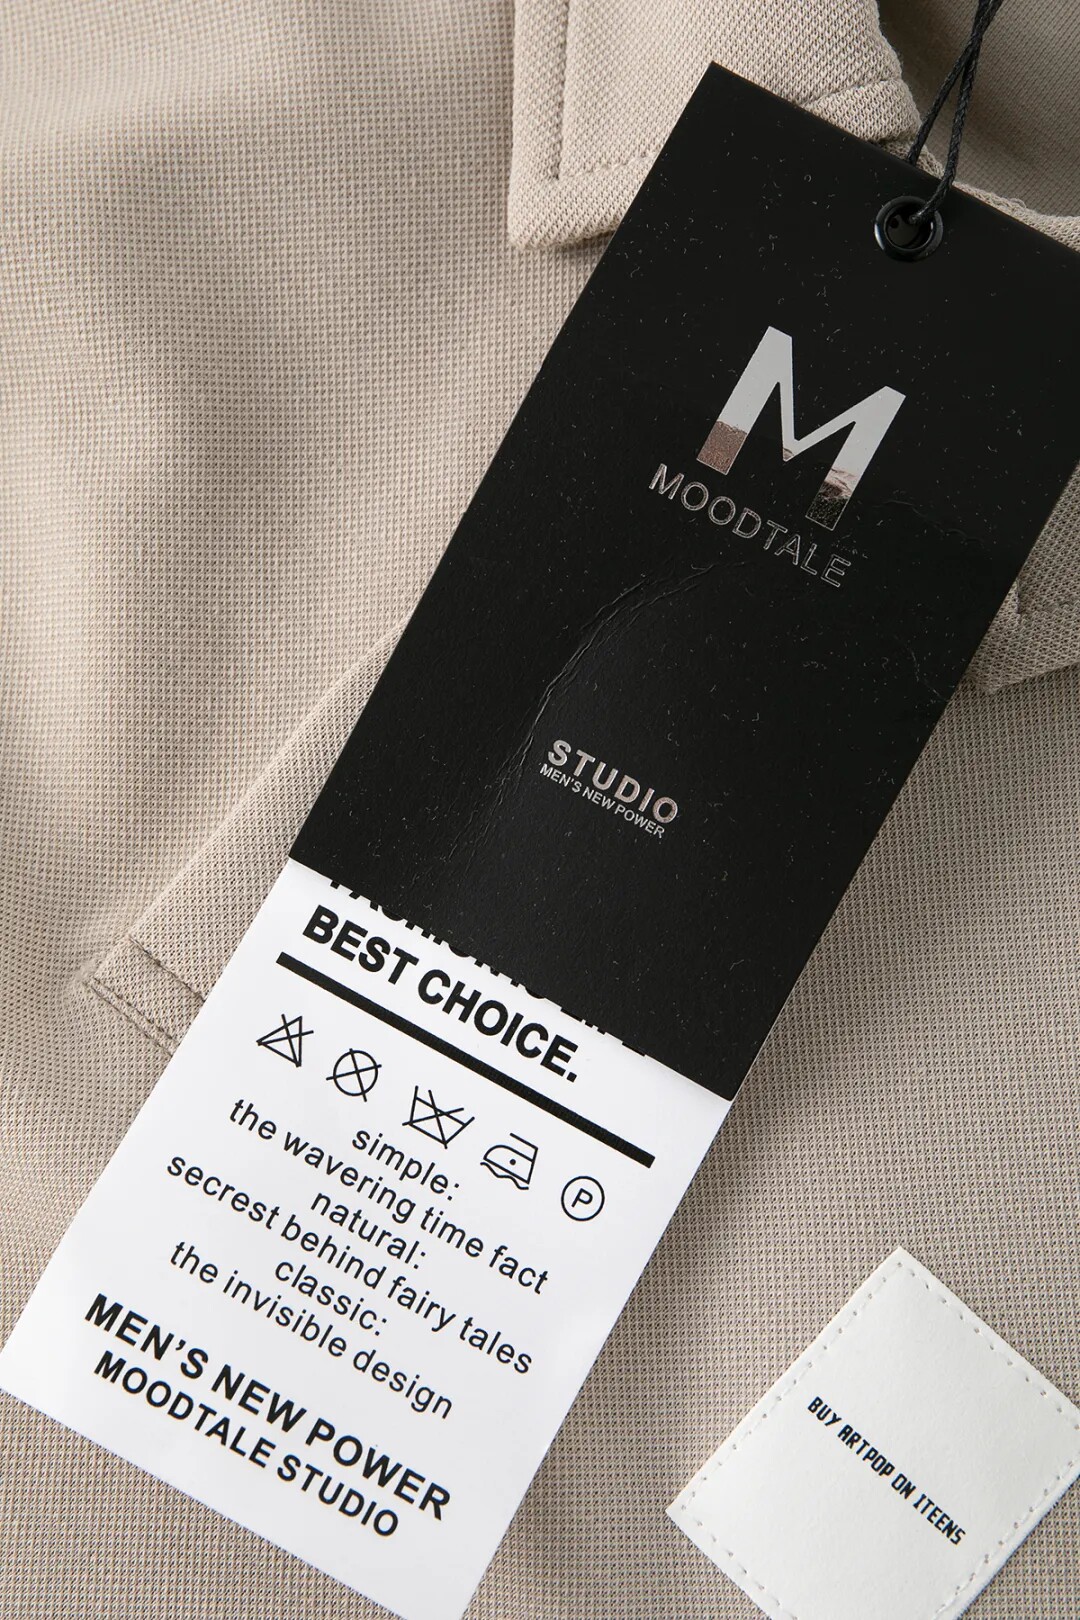 M
MOODTALE
STUDIO
MEN'S NEW POWER
BEST CHOICE.
simple:
the wavering time fact
natural:
secrest behind fairy tales
classic:
the invisible design
MEN'S NEW POWER
MOODTALE STUDIO
P
BUY ARTPOP ON ITEENS